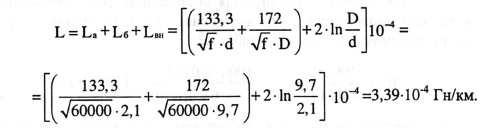 L = Lа + Lб + Lвн = [(133,3/√f·d + 172/√f·D) + 2·ln D/d]10⁻⁴ =
= [(133,3/√60000·2,1 + 172/√60000·9,7) + 2·ln 9,7/2,1]·10⁻⁴ =3,39·10⁻⁴ Гн/км.